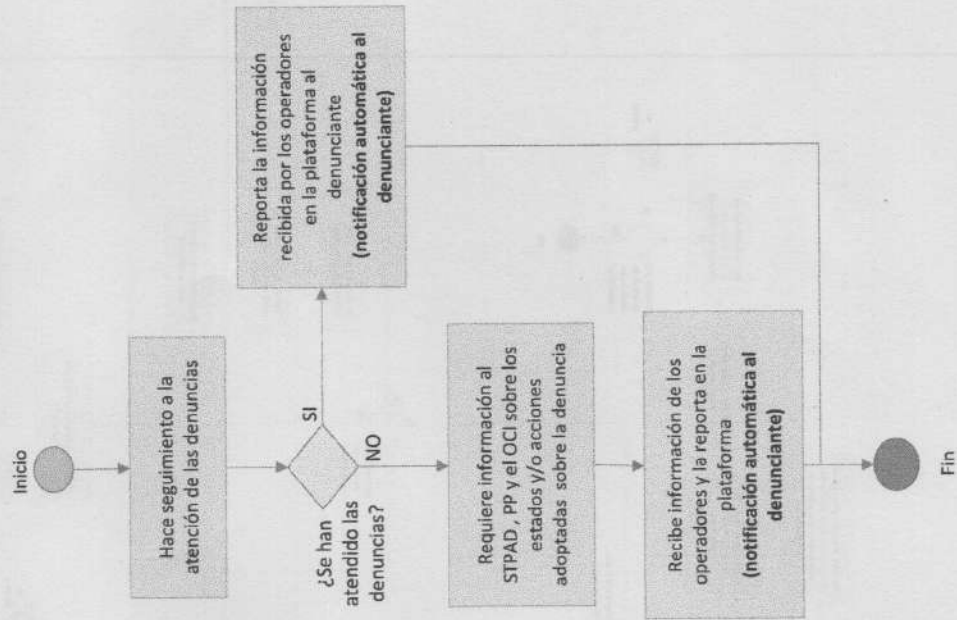 Inicio
Hace seguimiento a la
atención de las denuncias
¿Se han
atendido las
denuncias?
SI
Reporta la información
recibida por los operadores
en la plataforma al
denunciante
(notificación automática al
denunciante)
NO
Requiere información al
STPAD , PP y el OCI sobre los
estados y/o acciones
adoptadas sobre la denuncia
Recibe información de los
operadores y la reporta en la
plataforma
(notificación automática al
denunciante)
Fin